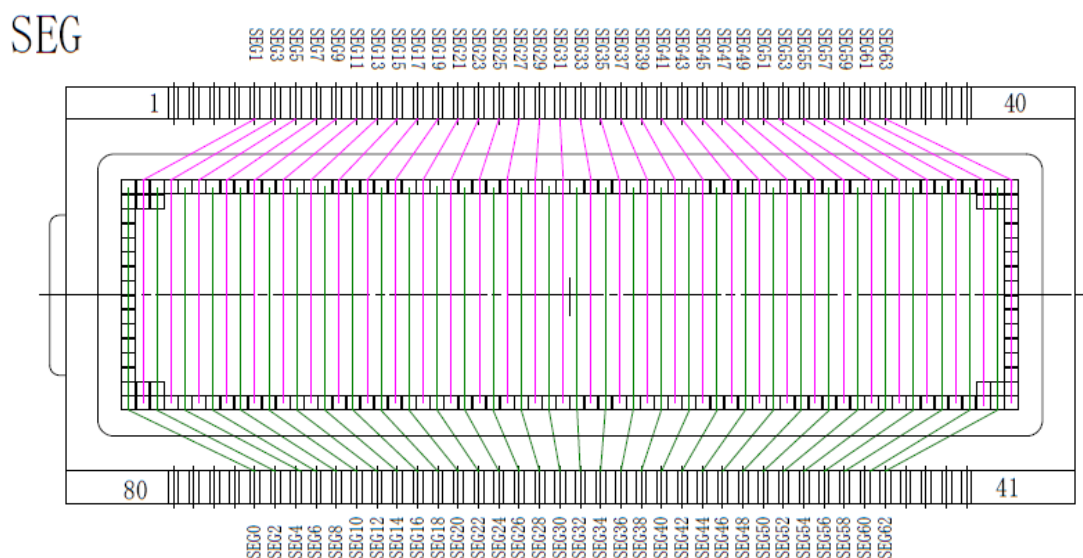 SEG
SEG1 SEG3 SEG5 SEG7 SEG9 SEG11 SEG13 SEG15 SEG17 SEG19 SEG21 SEG23 SEG25 SEG27 SEG29 SEG31 SEG33 SEG35 SEG37 SEG39 SEG41 SEG43 SEG45 SEG47 SEG49 SEG51 SEG53 SEG55 SEG57 SEG59 SEG61 SEG63
1 40
80 41
SEG0 SEG2 SEG4 SEG6 SEG8 SEG10 SEG12 SEG14 SEG16 SEG18 SEG20 SEG22 SEG24 SEG26 SEG28 SEG30 SEG32 SEG34 SEG36 SEG38 SEG40 SEG42 SEG44 SEG46 SEG48 SEG50 SEG52 SEG54 SEG56 SEG58 SEG60 SEG62